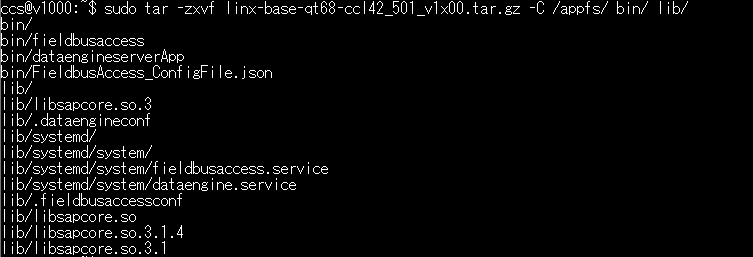 ccs@v1000:~$ sudo tar -zxvf linx-base-qt68-ccl42_501_v1x00.tar.gz -C /appfs/ bin/ lib/
bin/
bin/fieldbusaccess
bin/dataengineserverApp
bin/FieldbusAccess_ConfigFile.json
lib/
lib/libsapcore.so.3
lib/.dataengineconf
lib/systemd/
lib/systemd/system/
lib/systemd/system/fieldbusaccess.service
lib/systemd/system/dataengine.service
lib/.fieldbusaccessconf
lib/libsapcore.so
lib/libsapcore.so.3.1.4
lib/libsapcore.so.3.1